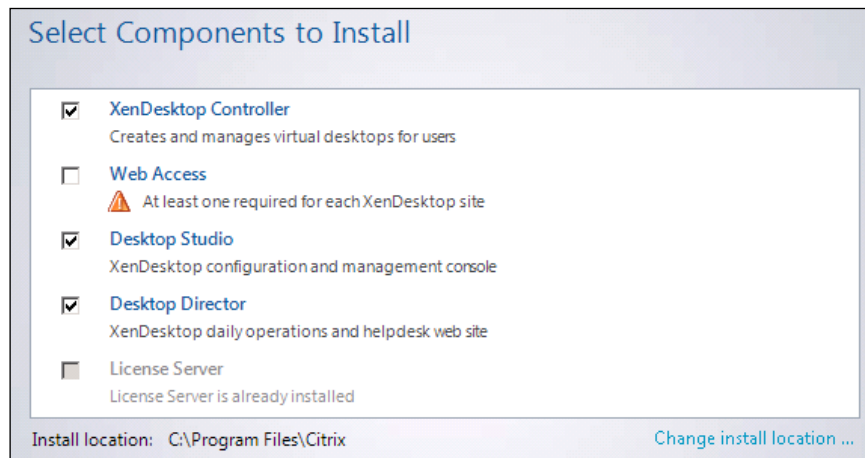 Select Components to Install
XenDesktop Controller
Creates and manages virtual desktops for users
Web Access
At least one required for each XenDesktop site
Desktop Studio
XenDesktop configuration and management console
Desktop Director
XenDesktop daily operations and helpdesk web site
License Server
License Server is already installed
Install location: C:\Program Files\Citrix Change install location ...